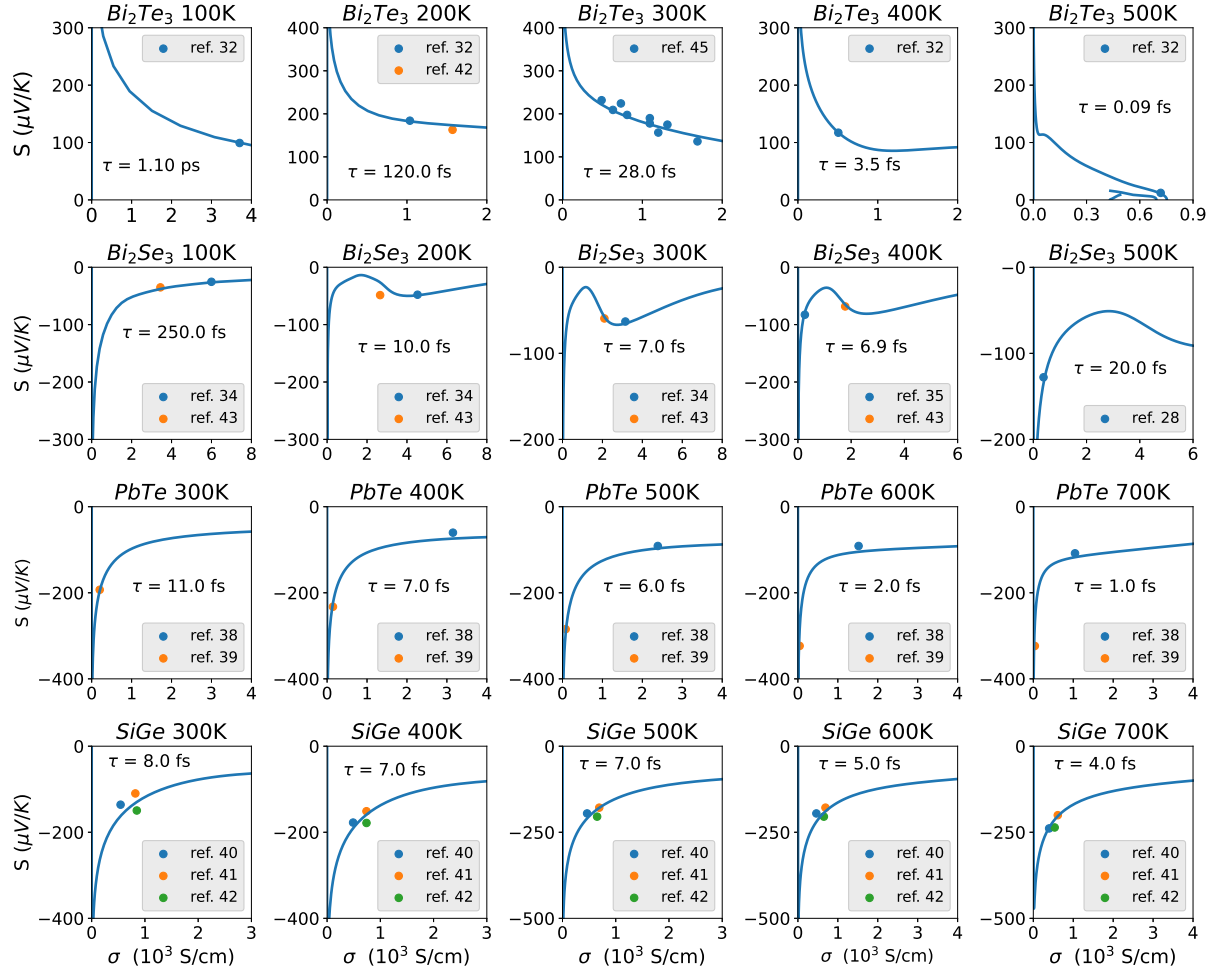 Bi₂Te₃ 100K
300
200
100
0
0 1 2 3 4
S (μV/K)
ref. 32
τ = 1.10 ps
Bi₂Te₃ 200K
400
300
200
100
0
0 1 2
ref. 32
ref. 42
τ = 120.0 fs
Bi₂Te₃ 300K
400
300
200
100
0
0 1 2
ref. 45
τ = 28.0 fs
Bi₂Te₃ 400K
300
200
100
0
0 1 2
ref. 32
τ = 3.5 fs
Bi₂Te₃ 500K
300
200
100
0
0.0 0.3 0.6 0.9
ref. 32
τ = 0.09 fs
Bi₂Se₃ 100K
0
−100
−200
−300
0 2 4 6 8
S (μV/K)
τ = 250.0 fs
ref. 34
ref. 43
Bi₂Se₃ 200K
0
−100
−200
−300
0 2 4 6 8
τ = 10.0 fs
ref. 34
ref. 43
Bi₂Se₃ 300K
0
−100
−200
0 2 4 6 8
τ = 7.0 fs
ref. 34
ref. 43
Bi₂Se₃ 400K
0
−100
−200
−300
0 2 4 6
τ = 6.9 fs
ref. 35
ref. 43
Bi₂Se₃ 500K
−0
−100
−200
0 2 4 6
τ = 20.0 fs
ref. 28
PbTe 300K
0
−200
−400
0 1 2 3 4
S (μV/K)
τ = 11.0 fs
ref. 38
ref. 39
PbTe 400K
0
−200
−400
0 1 2 3 4
τ = 7.0 fs
ref. 38
ref. 39
PbTe 500K
0
−200
−400
0 1 2 3 4
τ = 6.0 fs
ref. 38
ref. 39
PbTe 600K
0
−200
−400
0 1 2 3 4
τ = 2.0 fs
ref. 38
ref. 39
PbTe 700K
0
−200
−400
0 1 2 3 4
τ = 1.0 fs
ref. 38
ref. 39
SiGe 300K
0
−200
−400
0 1 2 3
S (μV/K)
σ (10³ S/cm)
τ = 8.0 fs
ref. 40
ref. 41
ref. 42
SiGe 400K
0
−200
−400
0 1 2 3
σ (10³ S/cm)
τ = 7.0 fs
ref. 40
ref. 41
ref. 42
SiGe 500K
0
−250
−500
0 1 2 3
σ (10³ S/cm)
τ = 7.0 fs
ref. 40
ref. 41
ref. 42
SiGe 600K
0
−250
−500
0 1 2 3
σ (10³ S/cm)
τ = 5.0 fs
ref. 40
ref. 41
ref. 42
SiGe 700K
0
−250
−500
0 1 2 3
σ (10³ S/cm)
τ = 4.0 fs
ref. 40
ref. 41
ref. 42